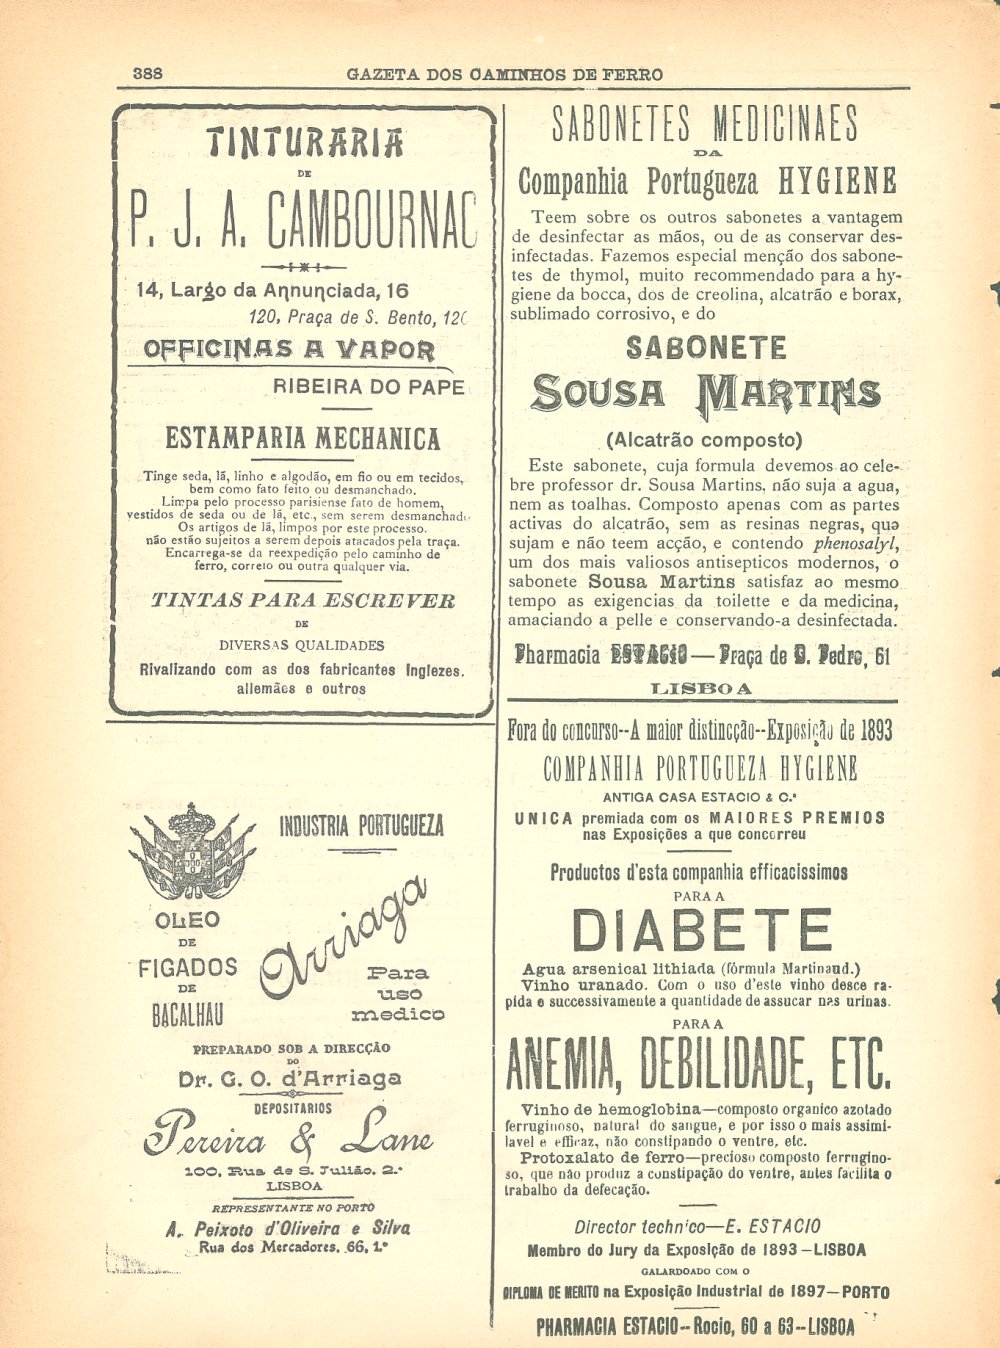 388
GAZETA DOS CAMINHOS DE FERRO
TINTURARIA
DE
P. J. A. CAMBOURNAC
14, Largo da Annunciada, 16
120, Praça de S. Bento, 120
OFFICINAS A VAPOR
RIBEIRA DO PAPE
ESTAMPARIA MECHANICA
Tinge seda, lã, linho e algodão, em fio ou em tecidos,
bem como fato feito ou desmanchado.
Limpa pelo processo parisiense fato de homem,
vestidos de seda ou de lã, etc., sem serem desmanchado
Os artigos de lã, limpos por este processo.
não estão sujeitos a serem depois atacados pela traça.
Encarrega-se da reexpedição pelo caminho de
ferro, correio ou outra qualquer via.
TINTAS PARA ESCREVER
DE
DIVERSAS QUALIDADES
Rivalizando com as dos fabricantes Inglezes,
allemães e outros
INDUSTRIA PORTUGUEZA
OLEO
DE
FIGADOS
DE
BACALHAU
Arriaga
Para
uso
medico
PREPARADO SOB A DIRECÇÃO
DO
Dr. G. O. d'Arriaga
DEPOSITARIOS
Pereira & Lane
100, Rua de S. Julião, 2.º
LISBOA
REPRESENTANTE NO PORTO
A. Peixoto d'Oliveira e Silva
Rua dos Mercadores, 66, 1.º
SABONETES MEDICINAES
DA
Companhia Portugueza HYGIENE
Teem sobre os outros sabonetes a vantagem
de desinfectar as mãos, ou de as conservar des-
infectadas. Fazemos especial menção dos sabone-
tes de thymol, muito recommendado para a hy-
giene da bocca, dos de creolina, alcatrão e borax,
sublimado corrosivo, e do
SABONETE
SOUSA MARTINS
(Alcatrão composto)
Este sabonete, cuja formula devemos ao cele-
bre professor dr. Sousa Martins, não suja a agua,
nem as toalhas. Composto apenas com as partes
activas do alcatrão, sem as resinas negras, que
sujam e não teem acção, e contendo phenosalyl,
um dos mais valiosos antisepticos modernos, o
sabonete Sousa Martins satisfaz ao mesmo
tempo as exigencias da toilette e da medicina,
amaciando a pelle e conservando-a desinfectada.
Pharmacia ESTACIO — Praça de D. Pedro, 61
LISBOA
Fora do concurso--A maior distincção--Exposição de 1893
COMPANHIA PORTUGUEZA HYGIENE
ANTIGA CASA ESTACIO & C.ª
UNICA premiada com os MAIORES PREMIOS
nas Exposições a que concorreu
Productos d'esta companhia efficacissimos
PARA A
DIABETE
Agua arsenical lithiada (fórmula Martinaud.)
Vinho uranado. Com o uso d'este vinho desce ra-
pida e successivamente a quantidade de assucar nas urinas.
PARA A
ANEMIA, DEBILIDADE, ETC.
Vinho de hemoglobina—composto organico azotado
ferruginoso, natural do sangue, e por isso o mais assimi-
lavel e efficaz, não constipando o ventre, etc.
Protoxalato de ferro—precioso composto ferrugino-
so, que não produz a constipação do ventre, antes facilita o
trabalho da defecação.
Director technico—E. ESTACIO
Membro do Jury da Exposição de 1893—LISBOA
GALARDOADO COM O
DIPLOMA DE MERITO na Exposição Industrial de 1897—PORTO
PHARMACIA ESTACIO--Rocio, 60 a 63--LISBOA